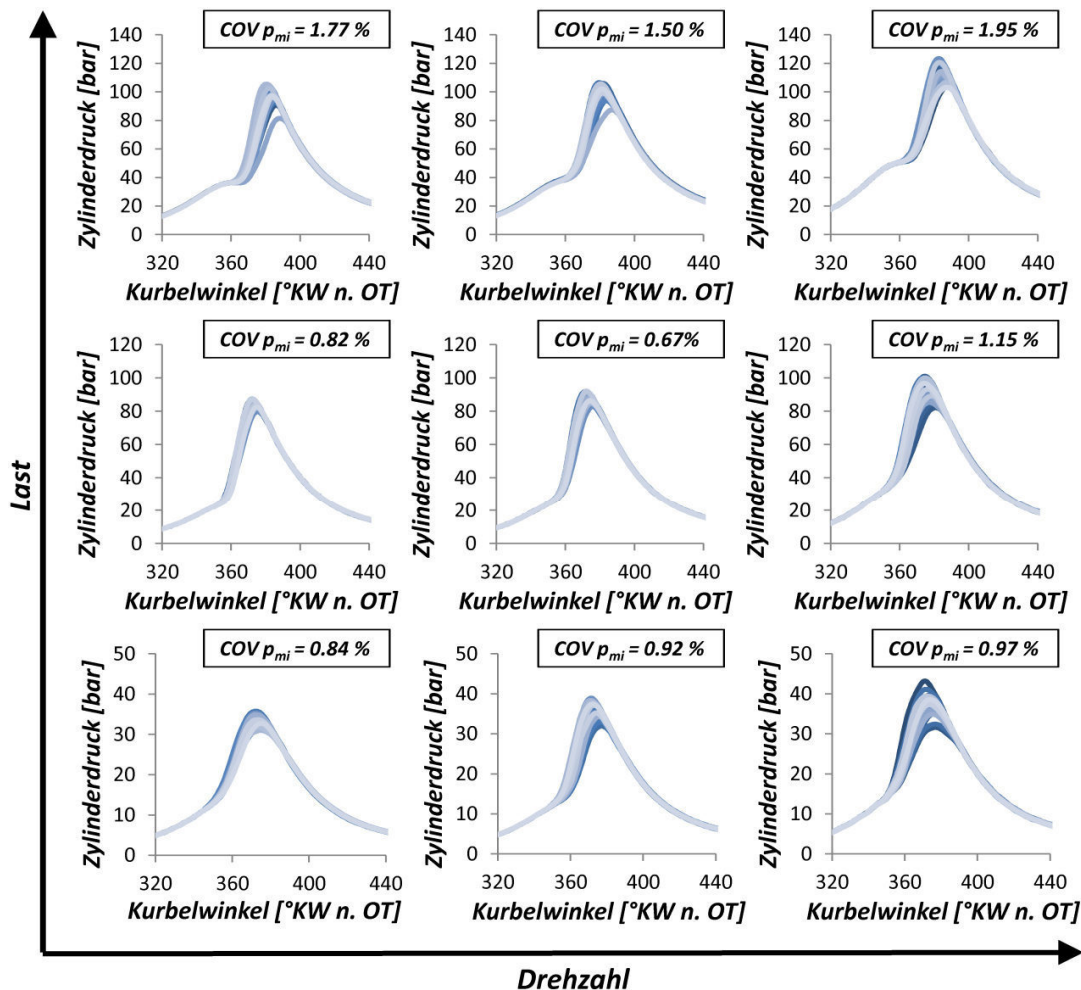 COV pmi = 1.77 %
Zylinderdruck [bar]
140
120
100
80
60
40
20
0
320 360 400 440
Kurbelwinkel [°KW n. OT]
COV pmi = 1.50 %
Zylinderdruck [bar]
140
120
100
80
60
40
20
0
320 360 400 440
Kurbelwinkel [°KW n. OT]
COV pmi = 1.95 %
Zylinderdruck [bar]
140
120
100
80
60
40
20
0
320 360 400 440
Kurbelwinkel [°KW n. OT]
COV pmi = 0.82 %
Zylinderdruck [bar]
120
100
80
60
40
20
0
320 360 400 440
Kurbelwinkel [°KW n. OT]
COV pmi = 0.67%
Zylinderdruck [bar]
120
100
80
60
40
20
0
320 360 400 440
Kurbelwinkel [°KW n. OT]
COV pmi = 1.15 %
Zylinderdruck [bar]
120
100
80
60
40
20
0
320 360 400 440
Kurbelwinkel [°KW n. OT]
COV pmi = 0.84 %
Zylinderdruck [bar]
50
40
30
20
10
0
320 360 400 440
Kurbelwinkel [°KW n. OT]
COV pmi = 0.92 %
Zylinderdruck [bar]
50
40
30
20
10
0
320 360 400 440
Kurbelwinkel [°KW n. OT]
COV pmi = 0.97 %
Zylinderdruck [bar]
50
40
30
20
10
0
320 360 400 440
Kurbelwinkel [°KW n. OT]
Last
Drehzahl